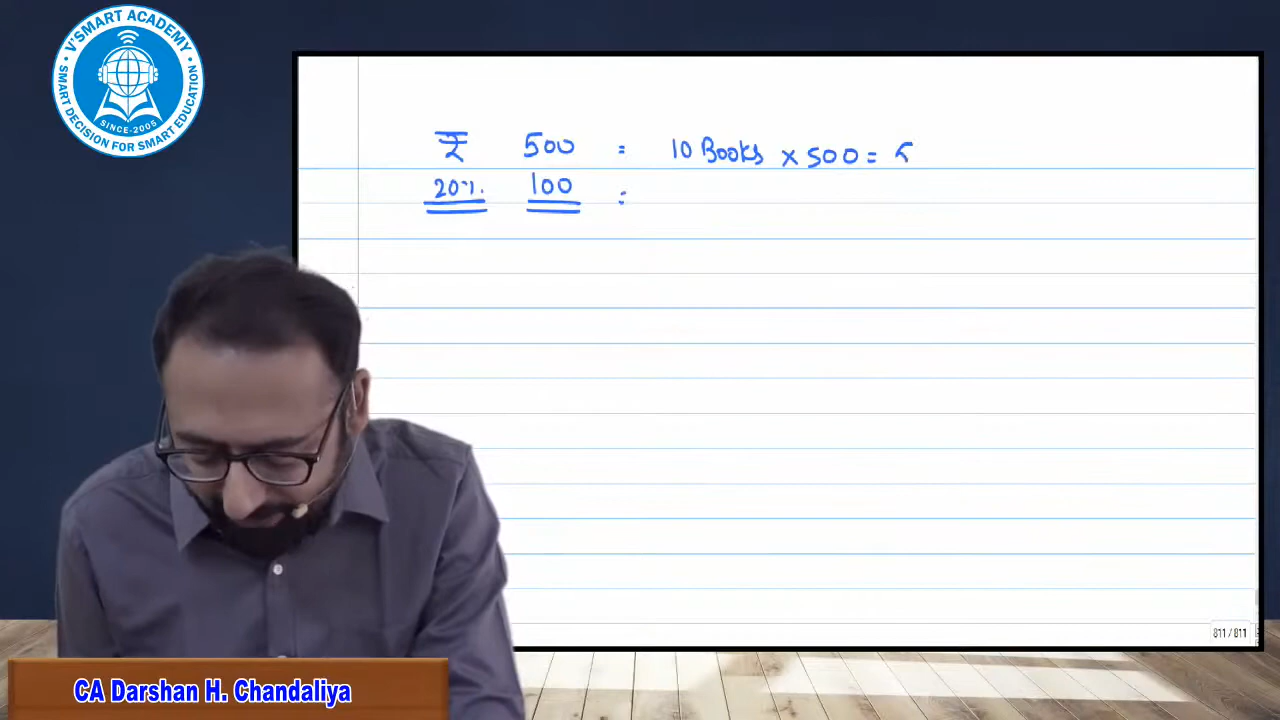 V'SMART ACADEMY
SMART DECISION FOR SMART EDUCATION
SINCE-2005
₹ 500 = 10 Books × 500 =
20%. 100 :
811 / 811
CA Darshan H. Chandaliya